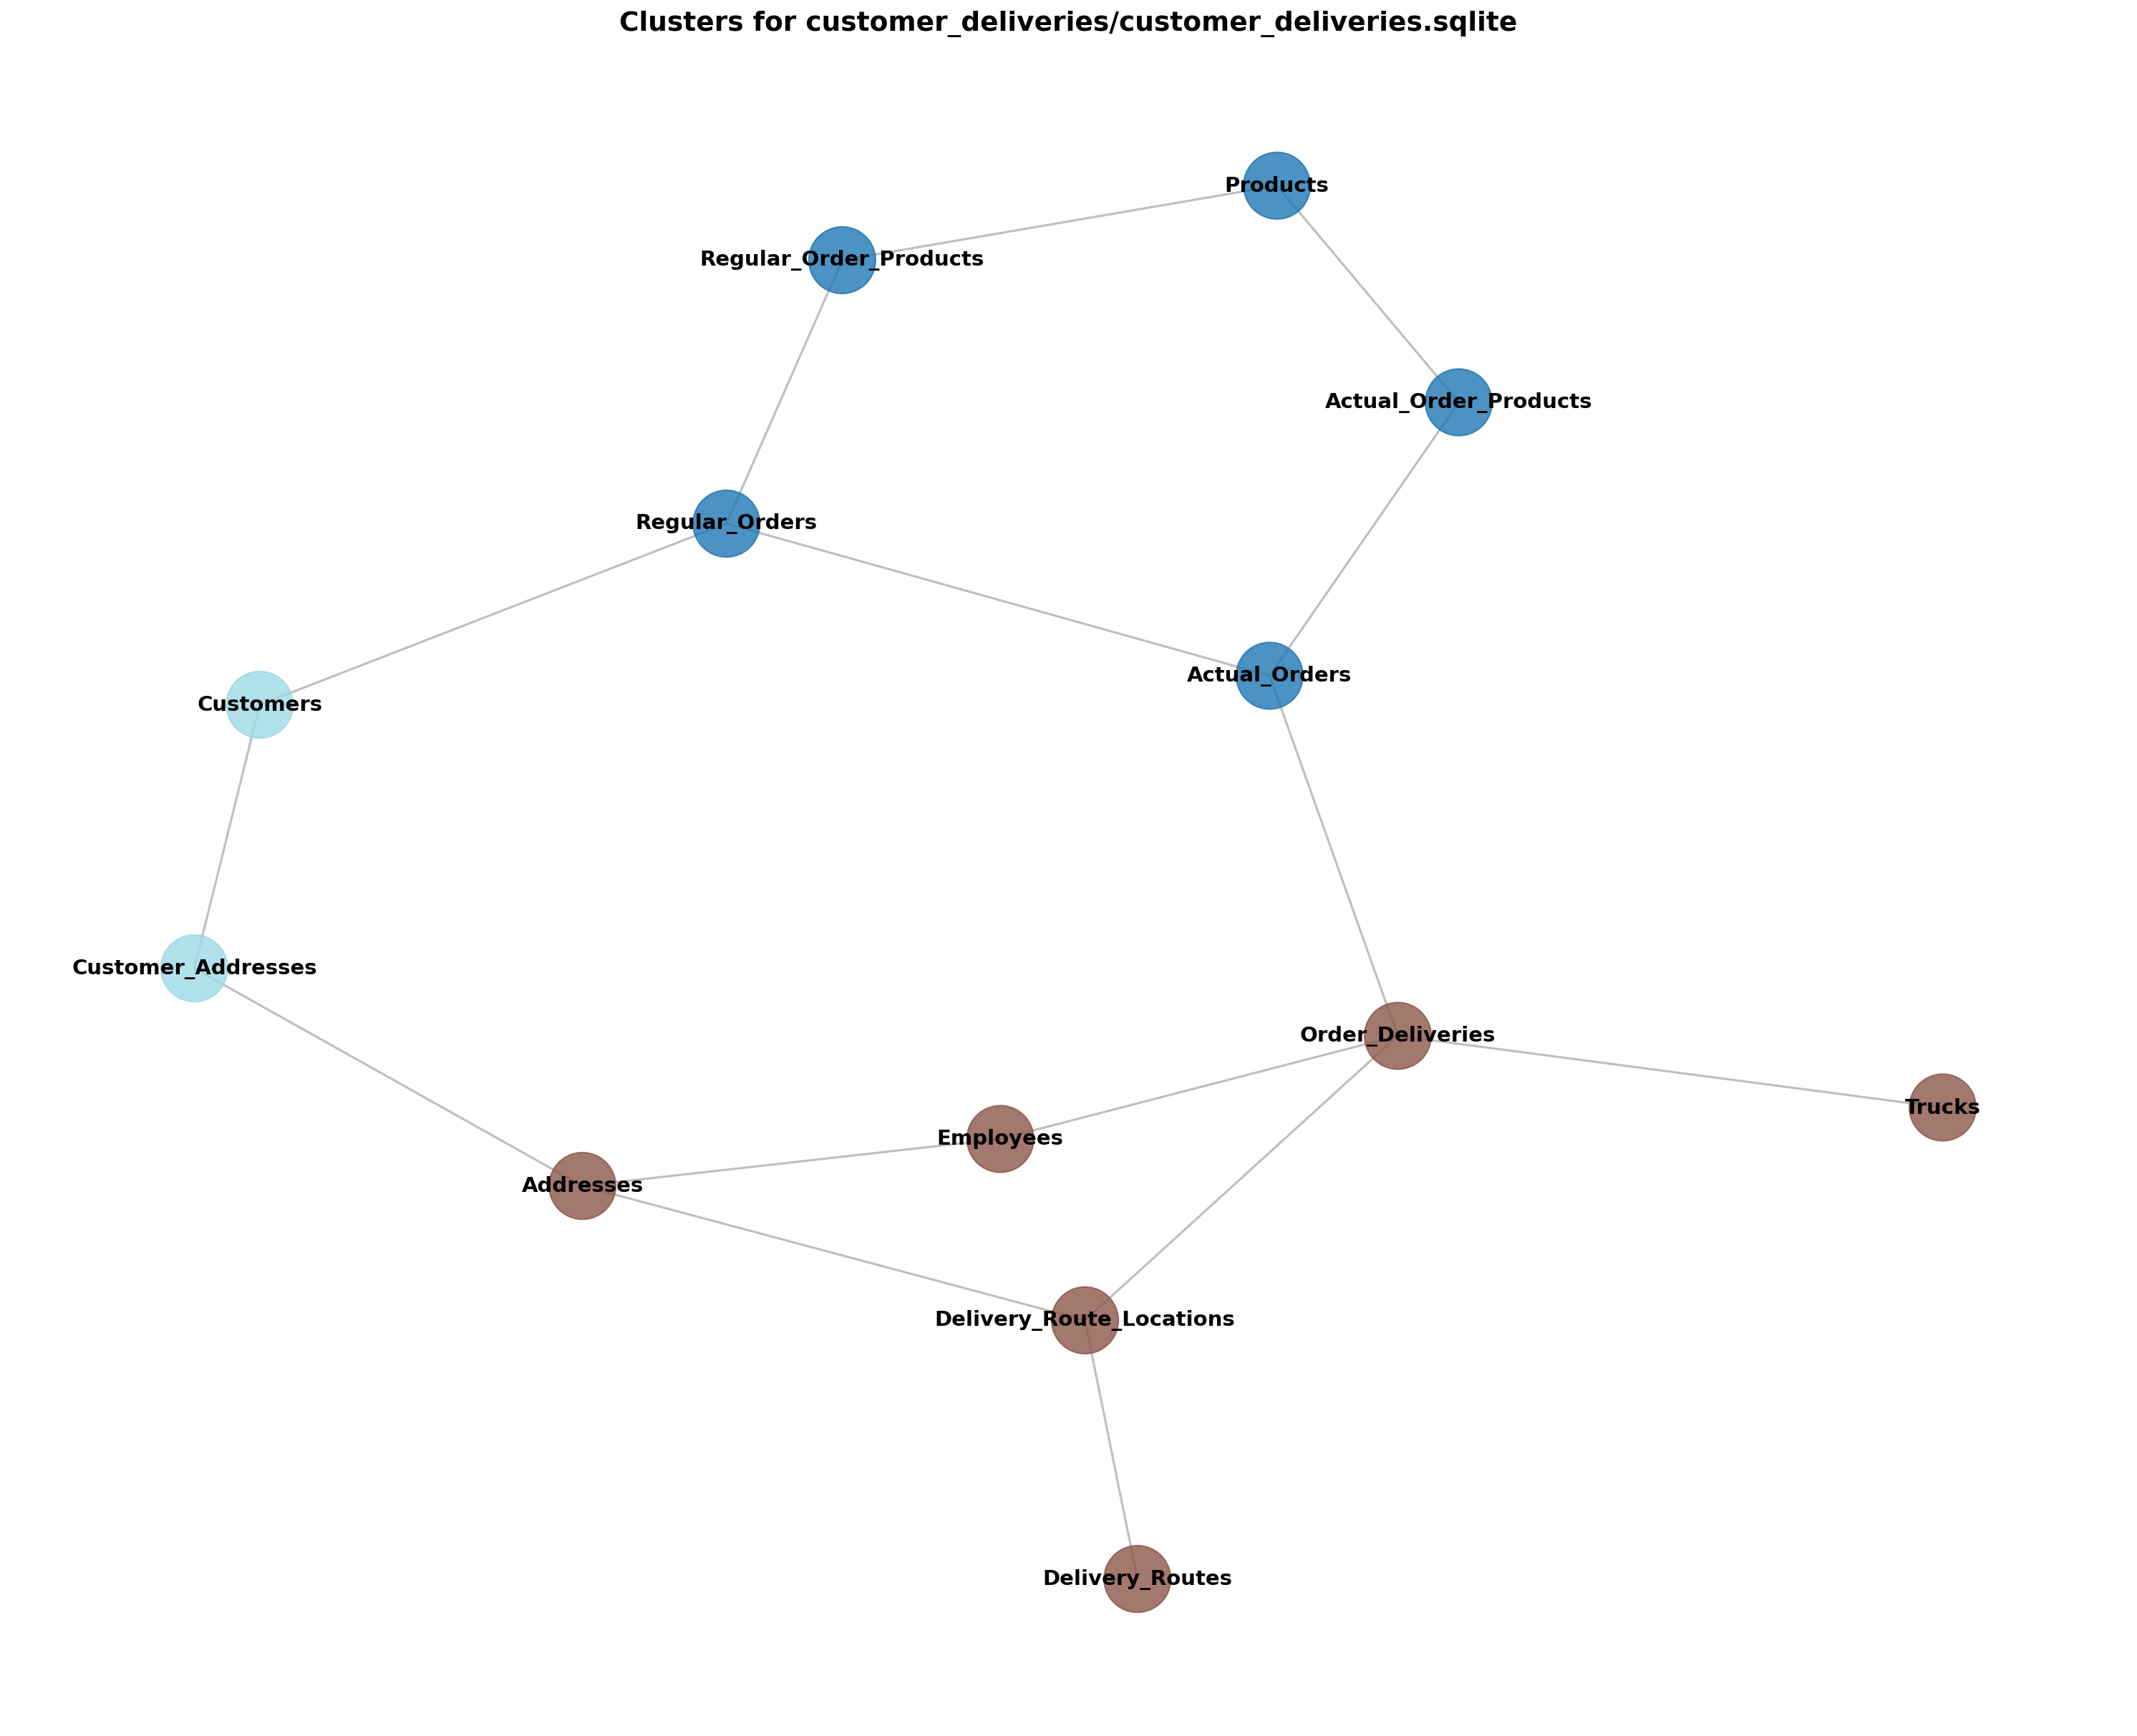 Clusters for customer_deliveries/customer_deliveries.sqlite
Products
Regular_Order_Products
Actual_Order_Products
Regular_Orders
Actual_Orders
Customers
Customer_Addresses
Order_Deliveries
Trucks
Employees
Addresses
Delivery_Route_Locations
Delivery_Routes